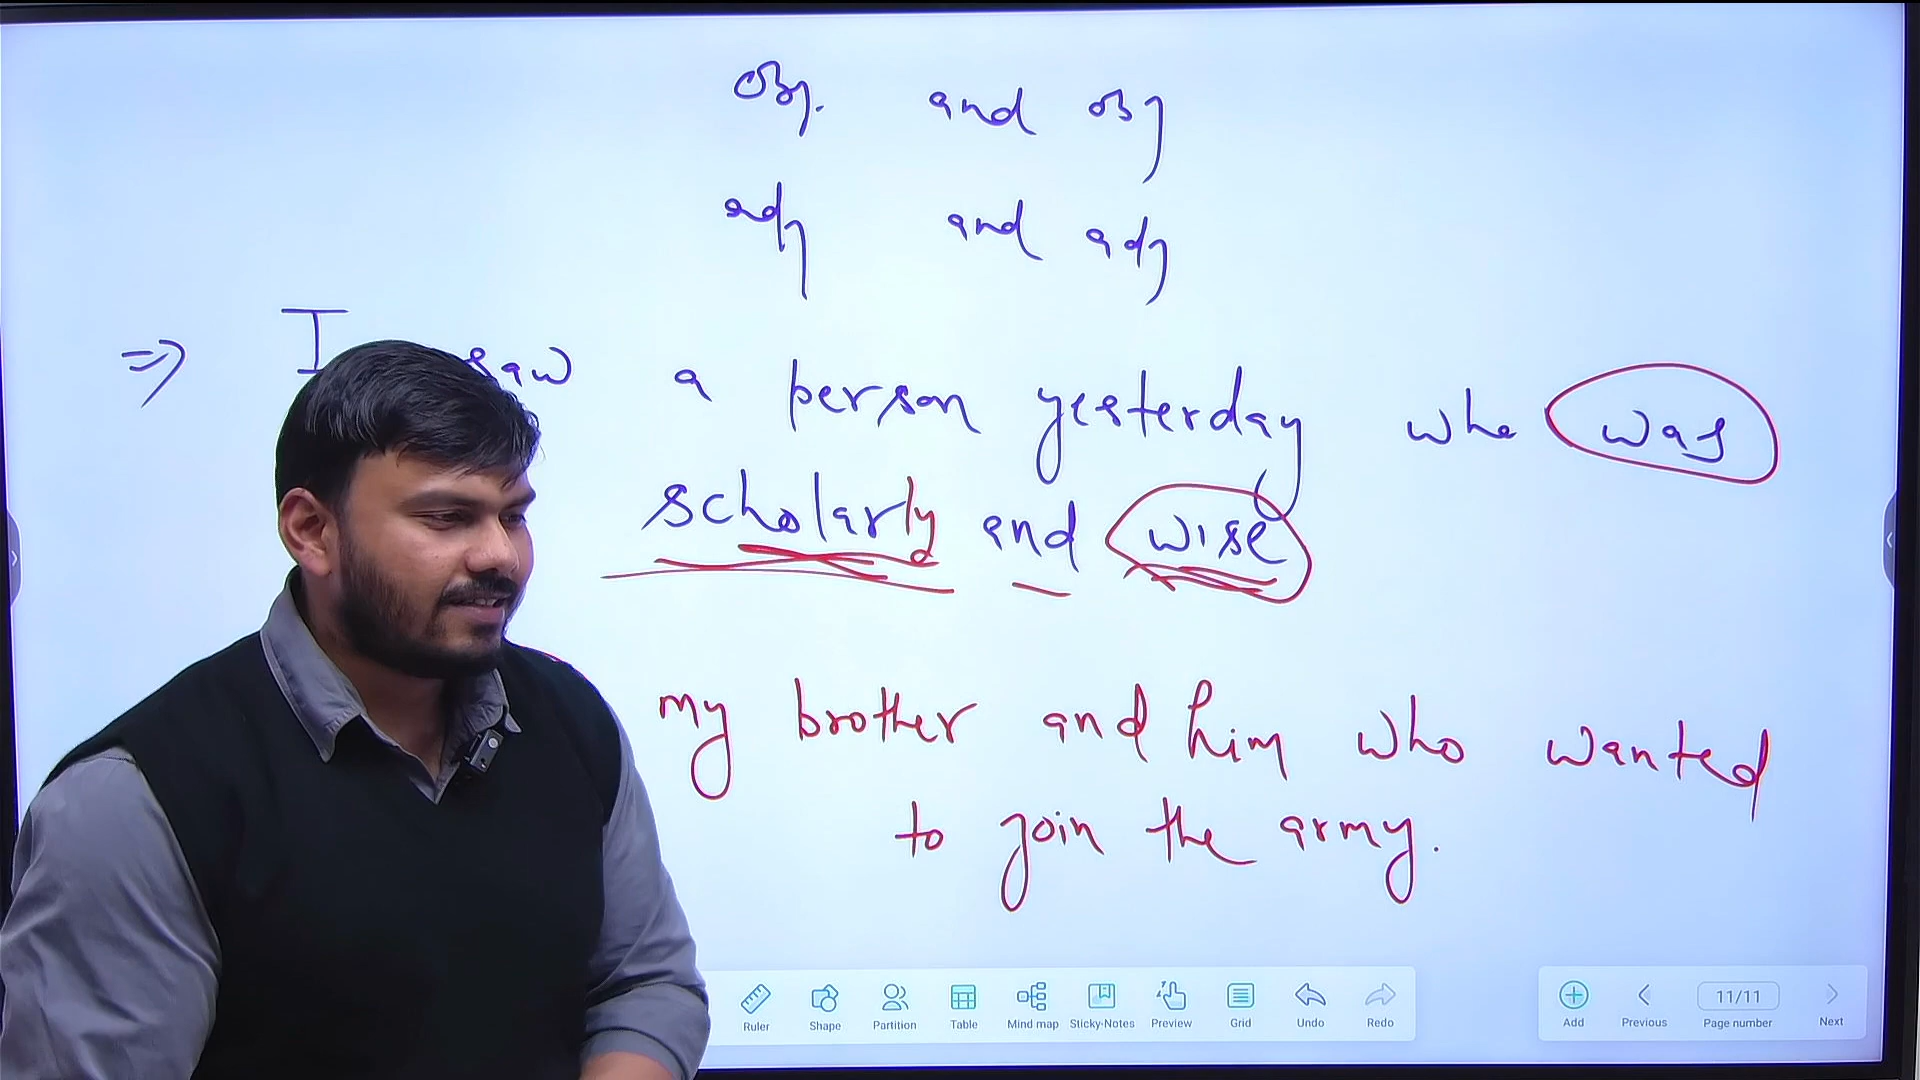 obj. and obj
adj and adj
⇒ I saw a person yesterday who was
scholarly and wise
my brother and him who wanted
to join the army.
Ruler Shape Partition Table Mind map Sticky-Notes Preview Grid Undo Redo Add Previous 11/11 Page number Next